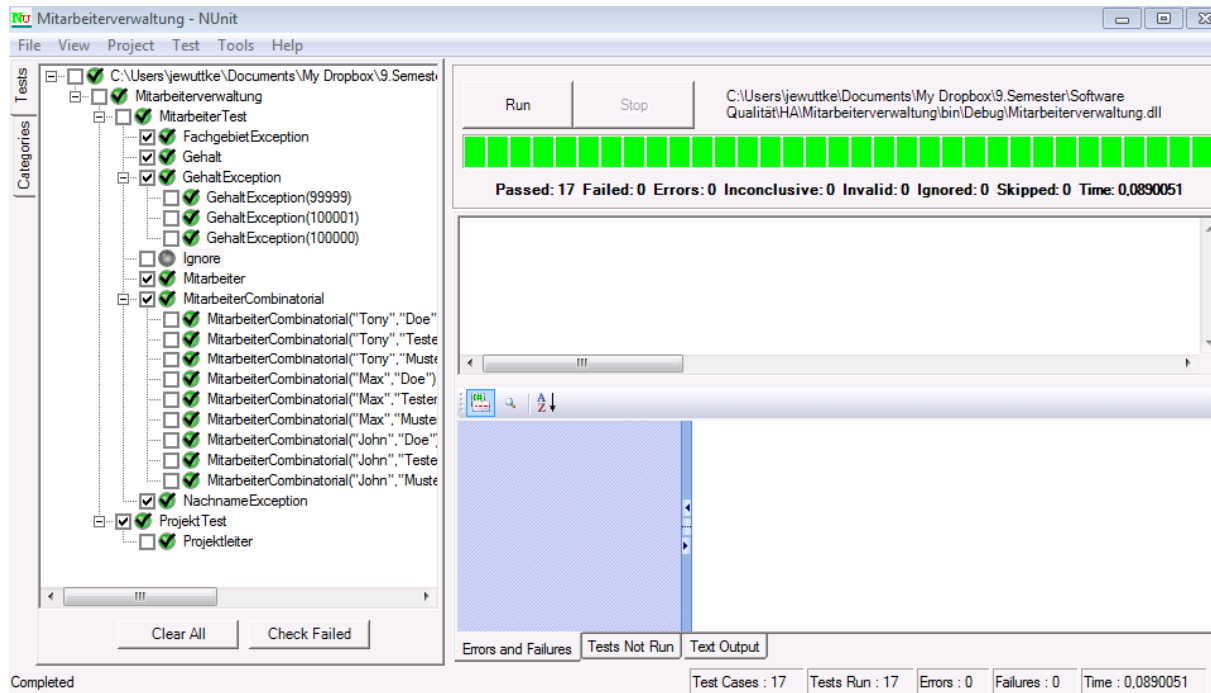 Mitarbeiterverwaltung - NUnit
File View Project Test Tools Help
Tests
Categories
C:\Users\jewuttke\Documents\My Dropbox\9.Semest
Mitarbeiterverwaltung
MitarbeiterTest
FachgebietException
Gehalt
GehaltException
GehaltException(99999)
GehaltException(100001)
GehaltException(100000)
Ignore
Mitarbeiter
MitarbeiterCombinatorial
MitarbeiterCombinatorial("Tony","Doe"
MitarbeiterCombinatorial("Tony","Teste
MitarbeiterCombinatorial("Tony","Muste
MitarbeiterCombinatorial("Max","Doe")
MitarbeiterCombinatorial("Max","Tester
MitarbeiterCombinatorial("Max","Muste
MitarbeiterCombinatorial("John","Doe"
MitarbeiterCombinatorial("John","Teste
MitarbeiterCombinatorial("John","Muste
NachnameException
ProjektTest
Projektleiter
Clear All Check Failed
Run Stop
C:\Users\jewuttke\Documents\My Dropbox\9.Semester\Software
Qualität\HA\Mitarbeiterverwaltung\bin\Debug\Mitarbeiterverwaltung.dll
Passed: 17 Failed: 0 Errors: 0 Inconclusive: 0 Invalid: 0 Ignored: 0 Skipped: 0 Time: 0,0890051
Errors and Failures Tests Not Run Text Output
Completed Test Cases : 17 Tests Run : 17 Errors : 0 Failures : 0 Time : 0,0890051